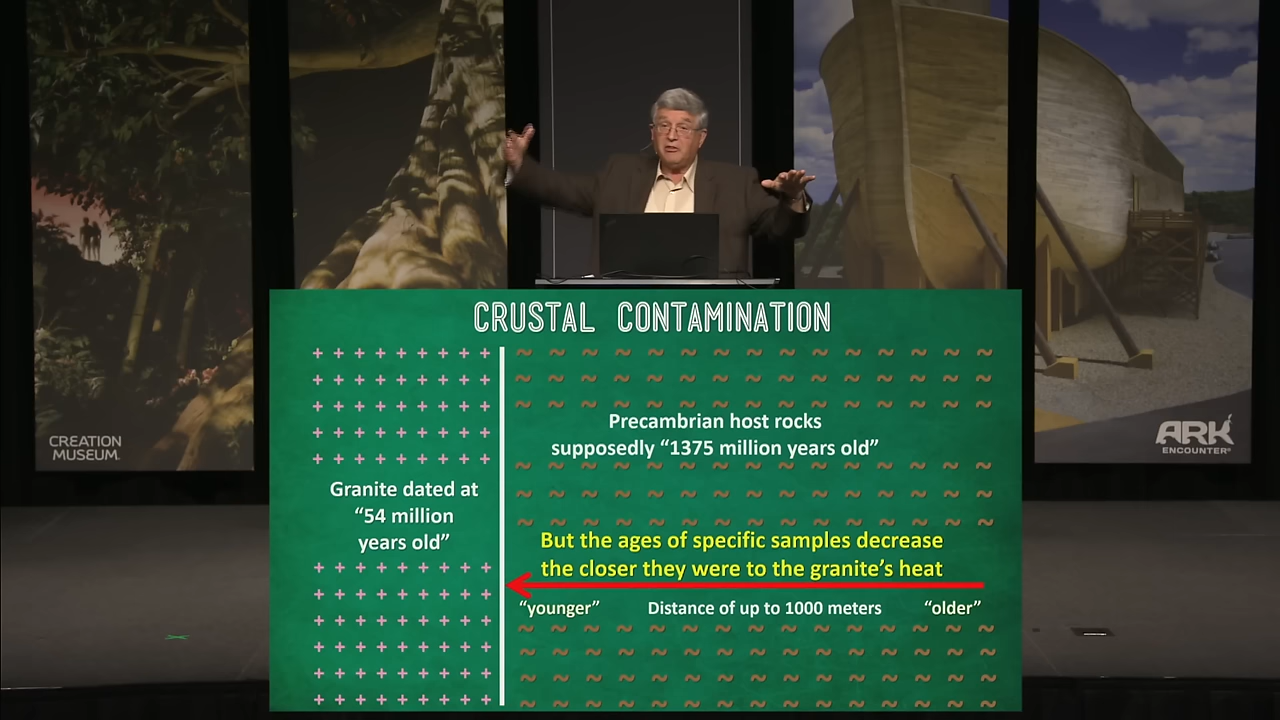 CRUSTAL CONTAMINATION
Precambrian host rocks
supposedly “1375 million years old”
Granite dated at
“54 million
years old”
But the ages of specific samples decrease
the closer they were to the granite’s heat
“younger” Distance of up to 1000 meters “older”
CREATION
MUSEUM.
ARK
ENCOUNTER®